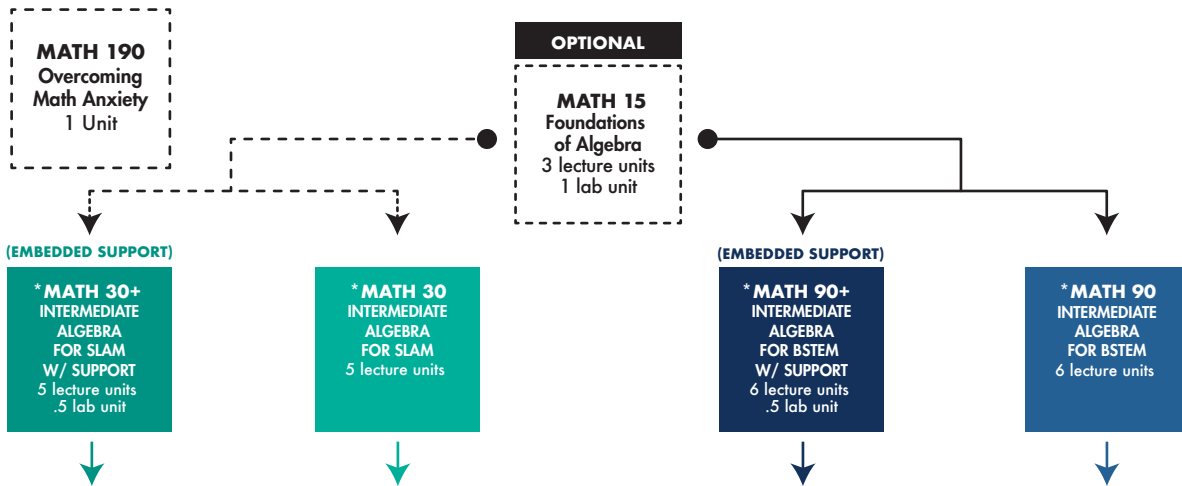 MATH 190
Overcoming
Math Anxiety
1 Unit
OPTIONAL
MATH 15
Foundations
of Algebra
3 lecture units
1 lab unit
(EMBEDDED SUPPORT)
*MATH 30+
INTERMEDIATE
ALGEBRA
FOR SLAM
W/ SUPPORT
5 lecture units
.5 lab unit
*MATH 30
INTERMEDIATE
ALGEBRA
FOR SLAM
5 lecture units
(EMBEDDED SUPPORT)
*MATH 90+
INTERMEDIATE
ALGEBRA
FOR BSTEM
W/ SUPPORT
6 lecture units
.5 lab unit
*MATH 90
INTERMEDIATE
ALGEBRA
FOR BSTEM
6 lecture units